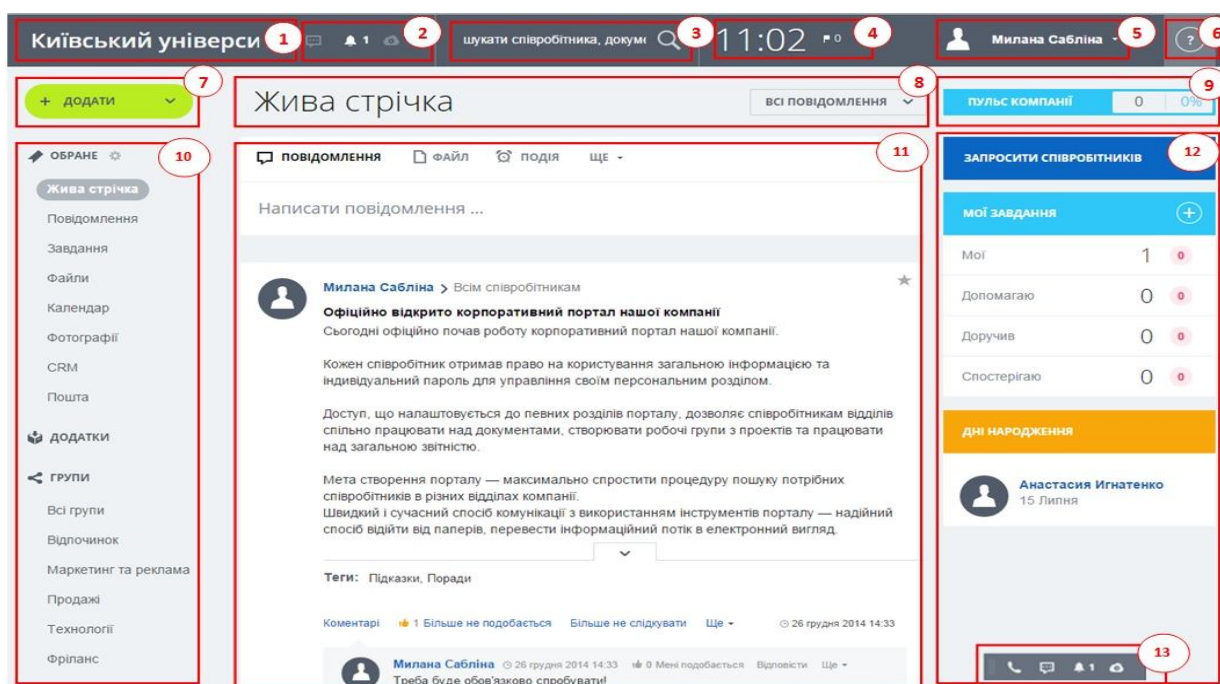 Київський універси 1
1 2
шукати співробітника, докум 3
11:02 0 4
Милана Сабліна 5
? 6
+ ДОДАТИ 7
Жива стрічка ВСІ ПОВІДОМЛЕННЯ 8
ПУЛЬС КОМПАНІЇ 0 0% 9
ОБРАНЕ 10
Жива стрічка
Повідомлення
Завдання
Файли
Календар
Фотографії
CRM
Пошта
ДОДАТКИ
ГРУПИ
Всі групи
Відпочинок
Маркетинг та реклама
Продажі
Технології
Фріланс
ПОВІДОМЛЕННЯ ФАЙЛ ПОДІЯ ЩЕ 11
Написати повідомлення ...
Милана Сабліна > Всім співробітникам
Офіційно відкрито корпоративний портал нашої компанії
Сьогодні офіційно почав роботу корпоративний портал нашої компанії.
Кожен співробітник отримав право на користування загальною інформацією та
індивідуальний пароль для управління своїм персональним розділом.
Доступ, що налаштовується до певних розділів порталу, дозволяє співробітникам відділів
спільно працювати над документами, створювати робочі групи з проектів та працювати
над загальною звітністю.
Мета створення порталу — максимально спростити процедуру пошуку потрібних
співробітників в різних відділах компанії.
Швидкий і сучасний спосіб комунікації з використанням інструментів порталу — надійний
спосіб відійти від паперів, перевести інформаційний потік в електронний вигляд.
Теги: Підказки, Поради
Коментарі 1 Більше не подобається Більше не слідкувати Ще 26 грудня 2014 14:33
Милана Сабліна 26 грудня 2014 14:33 0 Мені подобається Відповісти Ще
Треба буде обов'язково спробувати!
ЗАПРОСИТИ СПІВРОБІТНИКІВ 12
МОЇ ЗАВДАННЯ +
Мої 1 0
Допомагаю 0 0
Доручив 0 0
Спостерігаю 0 0
ДНІ НАРОДЖЕННЯ
Анастасия Игнатенко
15 Липня
1 13